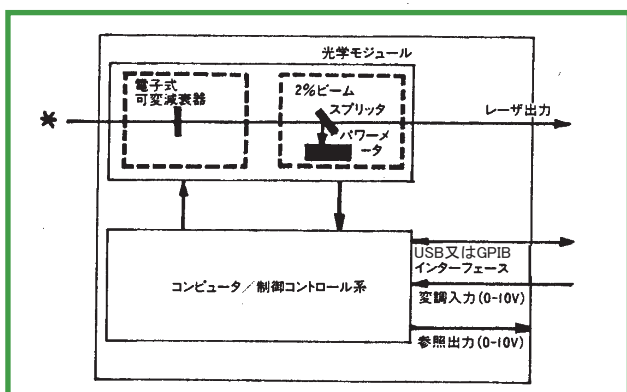 光学モジュール
電子式
可変減衰器
2%ビーム
スプリッタ
パワーメ
ータ
レーザ出力
USB又はGPIB
インターフェース
コンピュータ/制御コントロール系
変調入力(0-10V)
参照出力(0-10V)